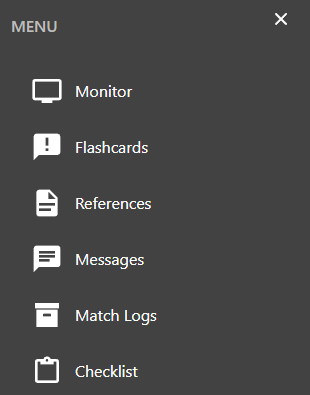 MENU
Monitor
Flashcards
References
Messages
Match Logs
Checklist